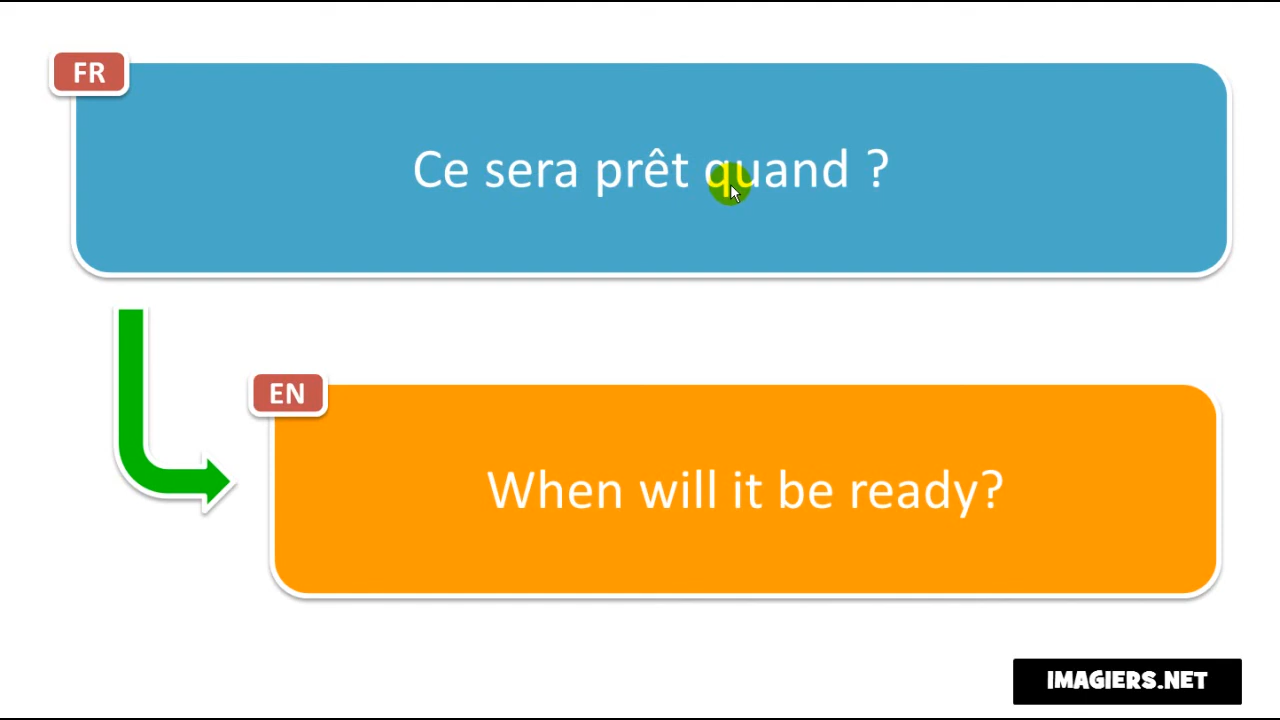 FR
Ce sera prêt quand ?
EN
When will it be ready?
IMAGIERS.NET